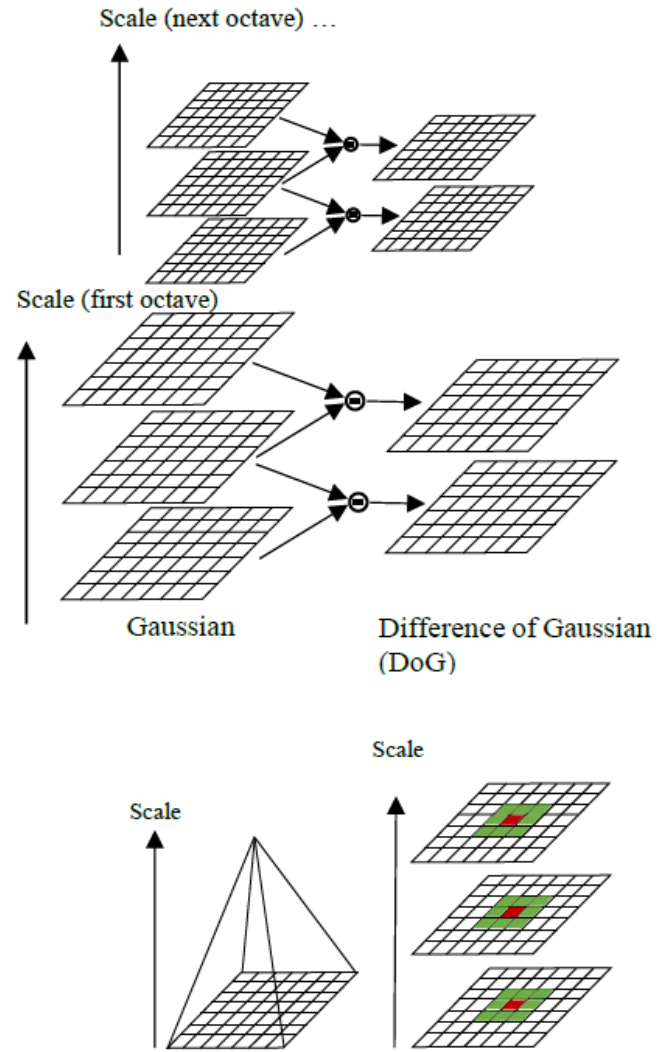 Scale (next octave) …
Scale (first octave)
Gaussian
Difference of Gaussian
(DoG)
Scale
Scale